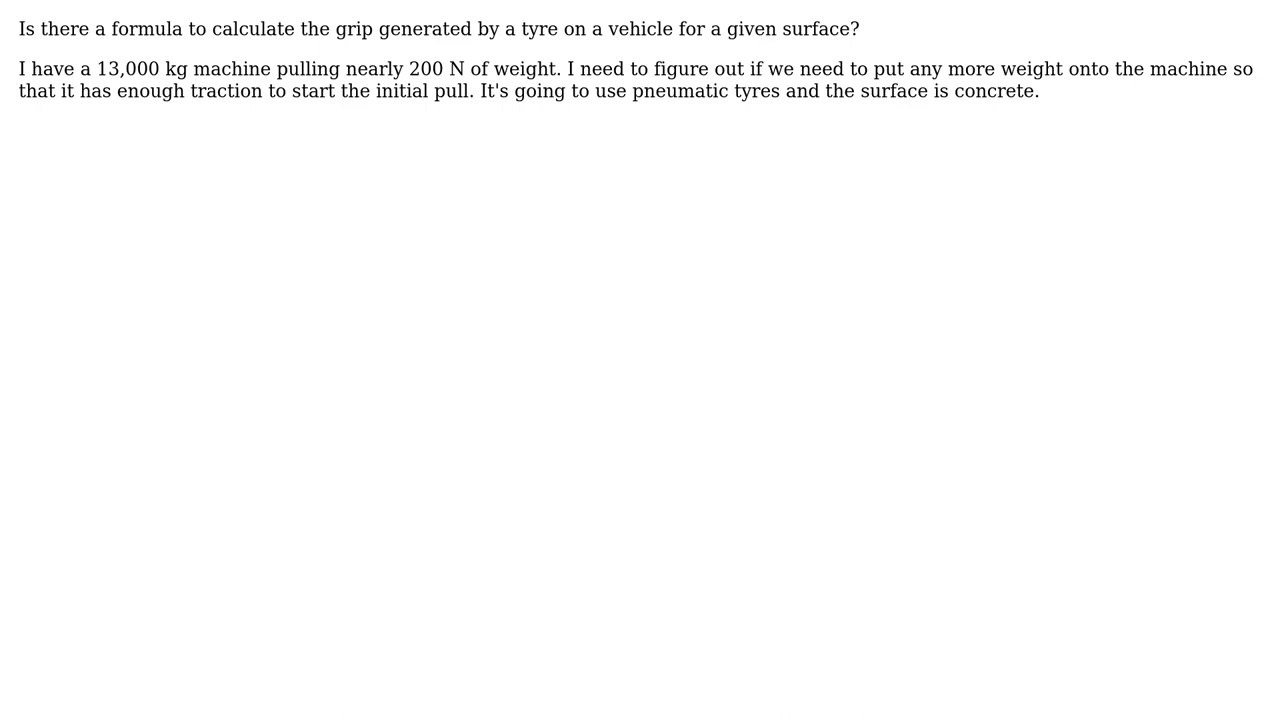 Is there a formula to calculate the grip generated by a tyre on a vehicle for a given surface?
I have a 13,000 kg machine pulling nearly 200 N of weight. I need to figure out if we need to put any more weight onto the machine so
that it has enough traction to start the initial pull. It's going to use pneumatic tyres and the surface is concrete.